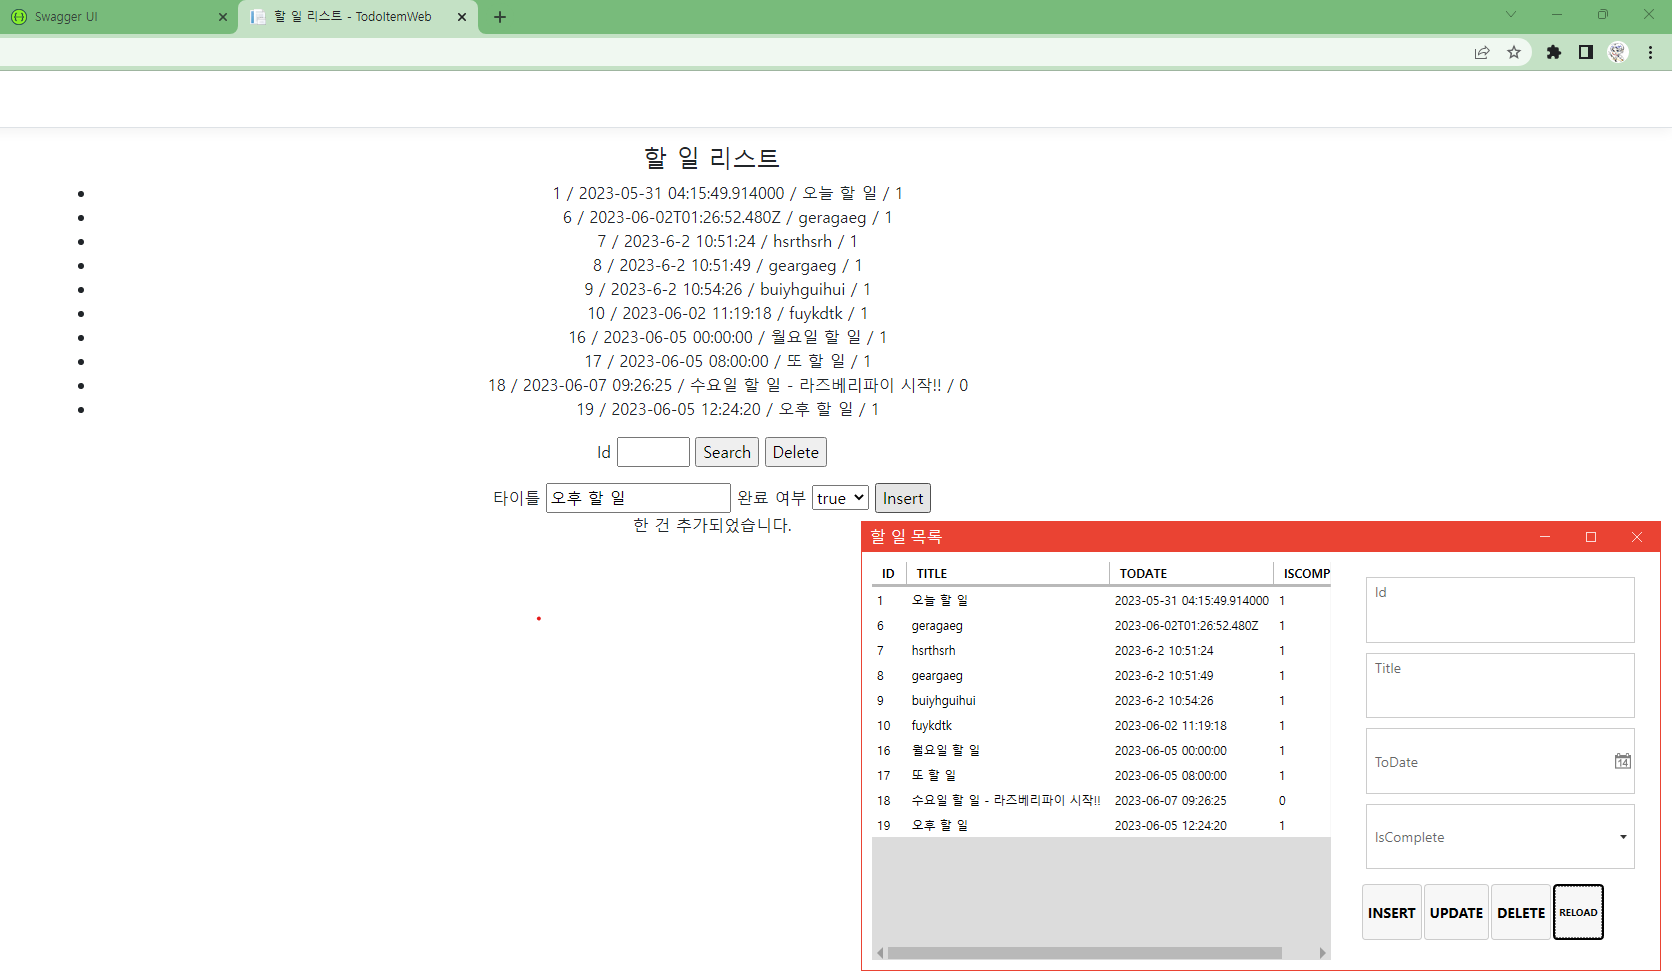 Swagger UI
할 일 리스트 - TodoItemWeb
할 일 리스트
1 / 2023-05-31 04:15:49.914000 / 오늘 할 일 / 1
6 / 2023-06-02T01:26:52.480Z / geragaeg / 1
7 / 2023-6-2 10:51:24 / hsrthsrh / 1
8 / 2023-6-2 10:51:49 / geargaeg / 1
9 / 2023-6-2 10:54:26 / buiyhguihui / 1
10 / 2023-06-02 11:19:18 / fuykdtk / 1
16 / 2023-06-05 00:00:00 / 월요일 할 일 / 1
17 / 2023-06-05 08:00:00 / 또 할 일 / 1
18 / 2023-06-07 09:26:25 / 수요일 할 일 - 라즈베리파이 시작!! / 0
19 / 2023-06-05 12:24:20 / 오후 할 일 / 1
Id Search Delete
타이틀 오후 할 일 완료 여부 true Insert
한 건 추가되었습니다.
할 일 목록
ID TITLE TODATE ISCOMP
1 오늘 할 일 2023-05-31 04:15:49.914000 1
6 geragaeg 2023-06-02T01:26:52.480Z 1
7 hsrthsrh 2023-6-2 10:51:24 1
8 geargaeg 2023-6-2 10:51:49 1
9 buiyhguihui 2023-6-2 10:54:26 1
10 fuykdtk 2023-06-02 11:19:18 1
16 월요일 할 일 2023-06-05 00:00:00 1
17 또 할 일 2023-06-05 08:00:00 1
18 수요일 할 일 - 라즈베리파이 시작!! 2023-06-07 09:26:25 0
19 오후 할 일 2023-06-05 12:24:20 1
Id
Title
ToDate 14
IsComplete
INSERT UPDATE DELETE RELOAD